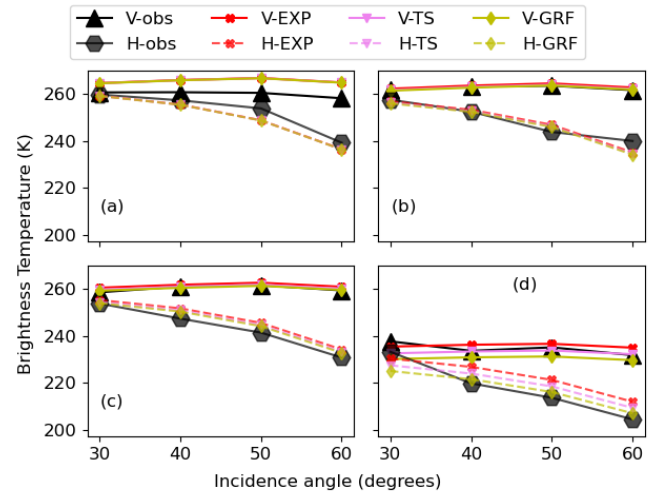 V-obs V-EXP V-TS V-GRF
H-obs H-EXP H-TS H-GRF
Brightness Temperature (K)
260
240
220
200
(a)
(b)
260
240
220
200
(c)
(d)
30 40 50 60 30 40 50 60
Incidence angle (degrees)